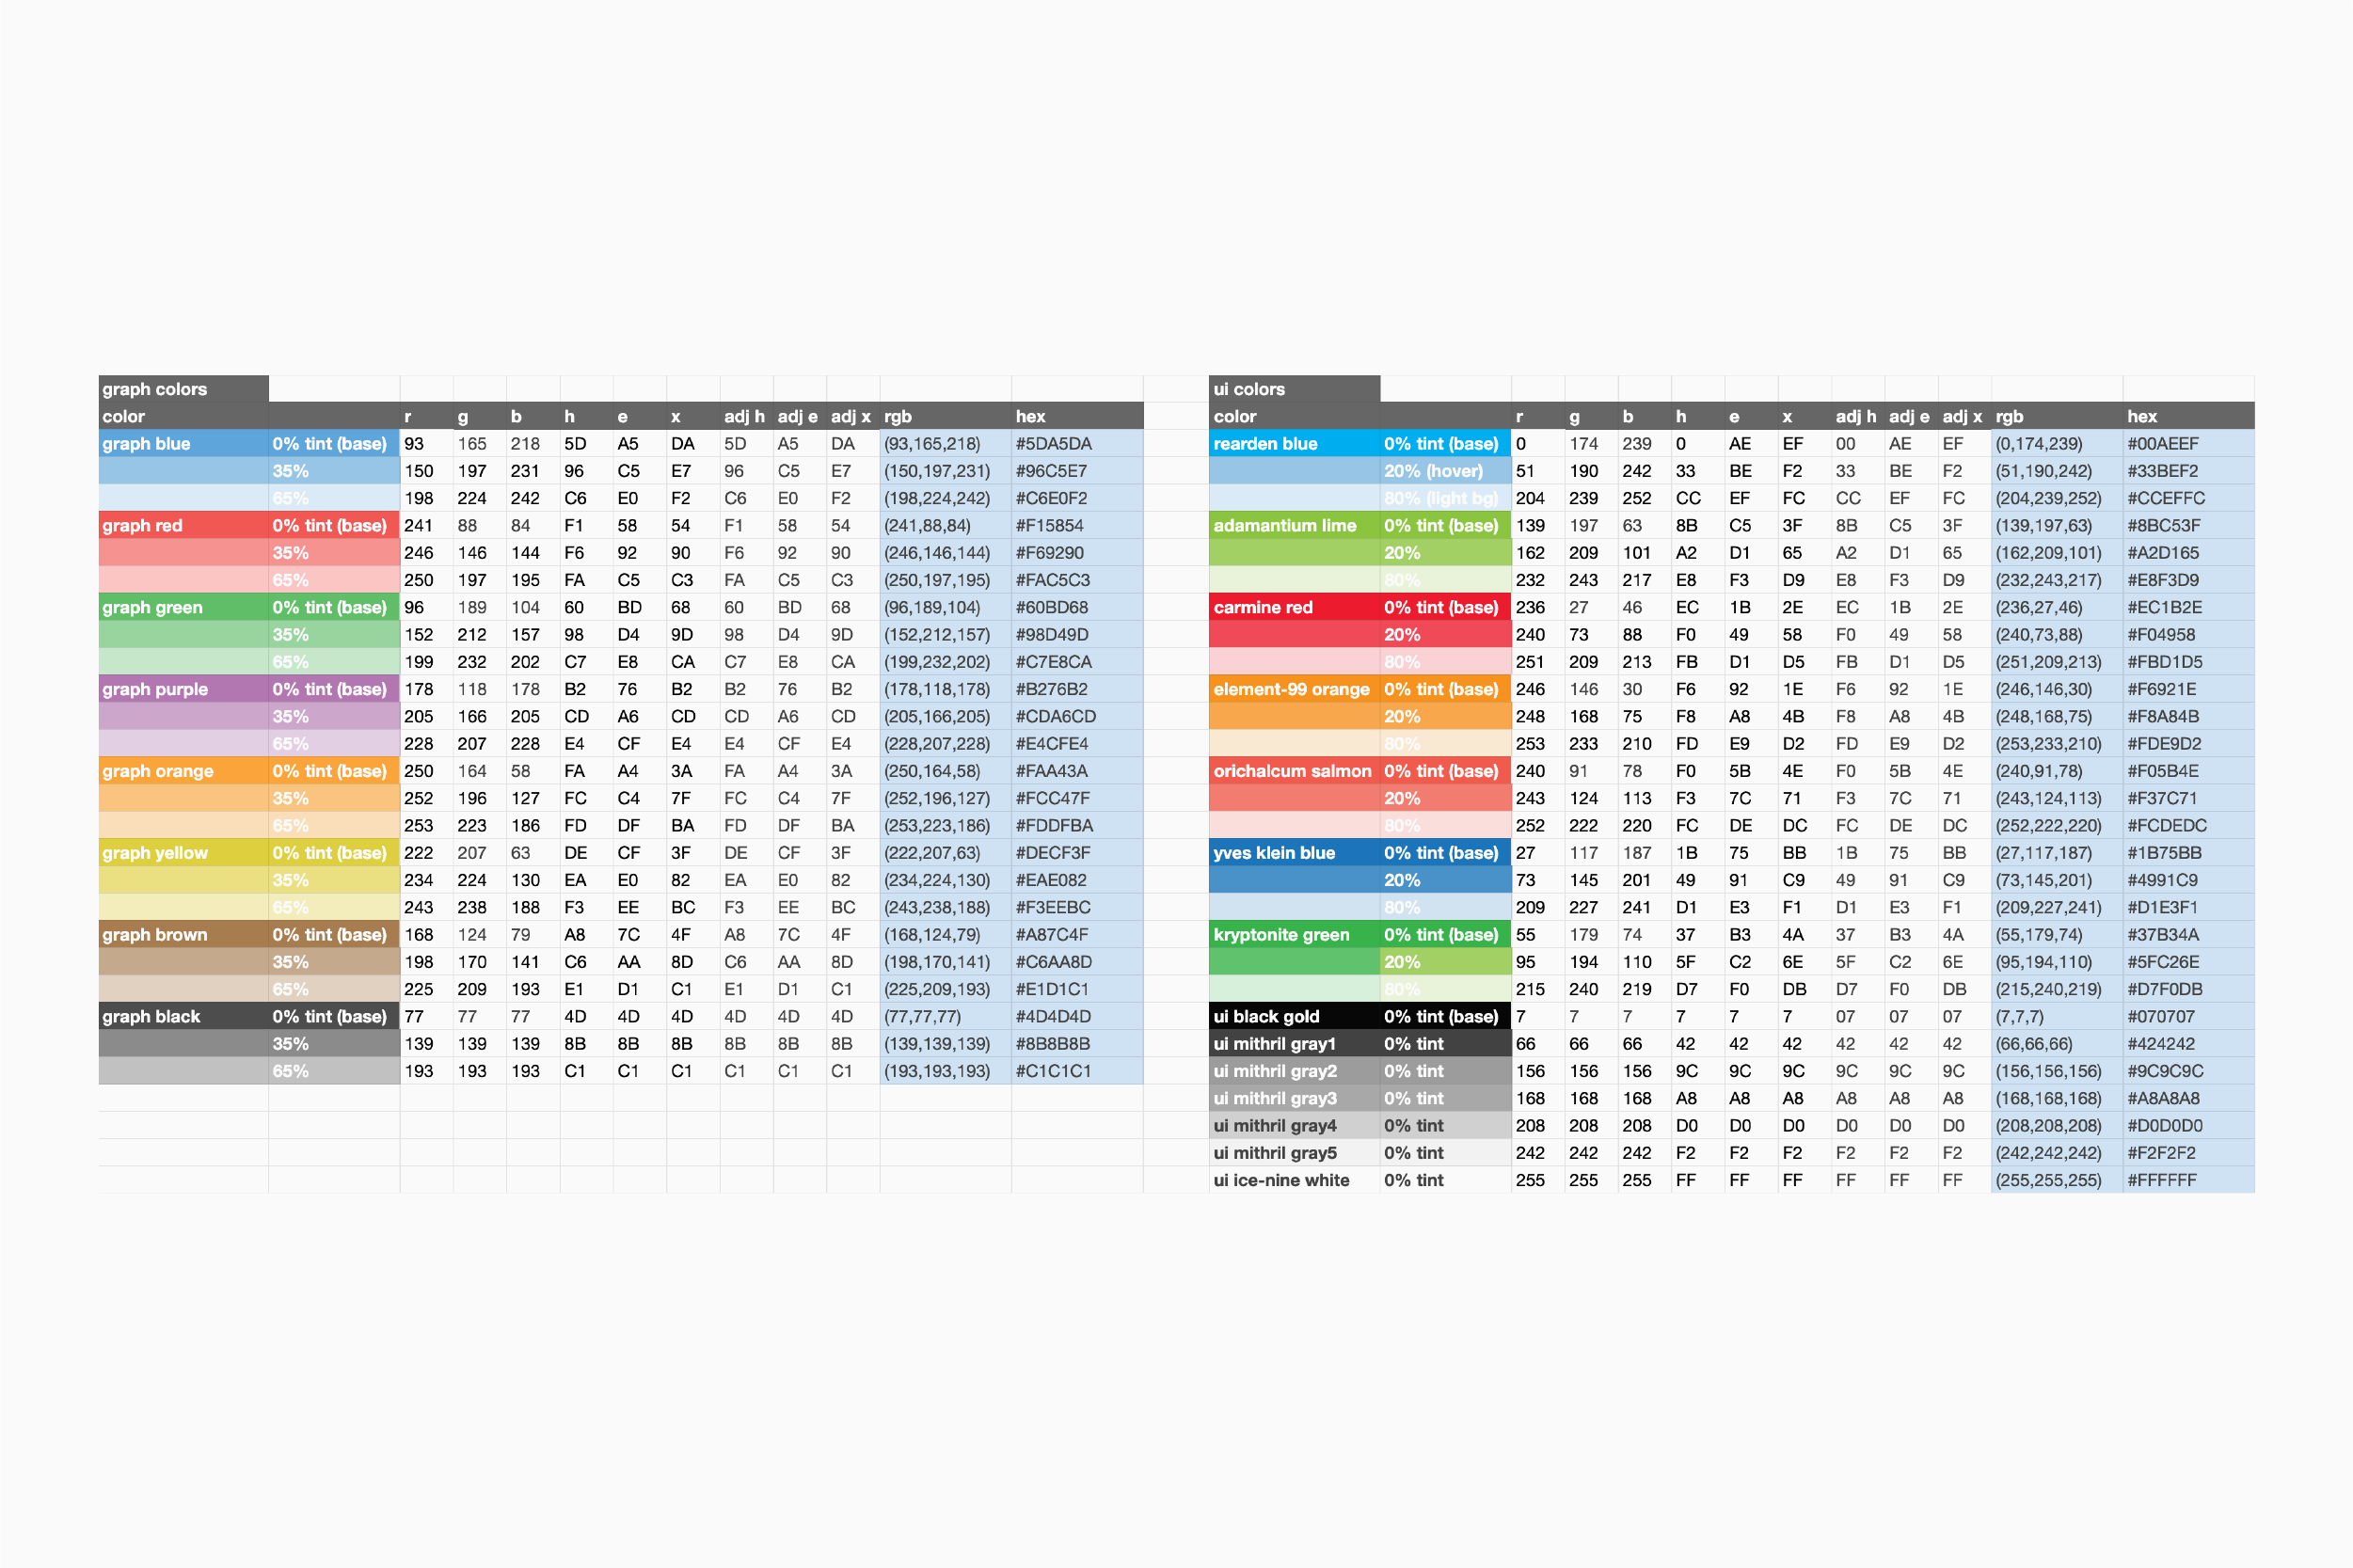 graph colors
color r g b h e x adj h adj e adj x rgb hex
graph blue 0% tint (base) 93 165 218 5D A5 DA 5D A5 DA (93,165,218) #5DA5DA
35% 150 197 231 96 C5 E7 96 C5 E7 (150,197,231) #96C5E7
65% 198 224 242 C6 E0 F2 C6 E0 F2 (198,224,242) #C6E0F2
graph red 0% tint (base) 241 88 84 F1 58 54 F1 58 54 (241,88,84) #F15854
35% 246 146 144 F6 92 90 F6 92 90 (246,146,144) #F69290
65% 250 197 195 FA C5 C3 FA C5 C3 (250,197,195) #FAC5C3
graph green 0% tint (base) 96 189 104 60 BD 68 60 BD 68 (96,189,104) #60BD68
35% 152 212 157 98 D4 9D 98 D4 9D (152,212,157) #98D49D
65% 199 232 202 C7 E8 CA C7 E8 CA (199,232,202) #C7E8CA
graph purple 0% tint (base) 178 118 178 B2 76 B2 B2 76 B2 (178,118,178) #B276B2
35% 205 166 205 CD A6 CD CD A6 CD (205,166,205) #CDA6CD
65% 228 207 228 E4 CF E4 E4 CF E4 (228,207,228) #E4CFE4
graph orange 0% tint (base) 250 164 58 FA A4 3A FA A4 3A (250,164,58) #FAA43A
35% 252 196 127 FC C4 7F FC C4 7F (252,196,127) #FCC47F
65% 253 223 186 FD DF BA FD DF BA (253,223,186) #FDDFBA
graph yellow 0% tint (base) 222 207 63 DE CF 3F DE CF 3F (222,207,63) #DECF3F
35% 234 224 130 EA E0 82 EA E0 82 (234,224,130) #EAE082
65% 243 238 188 F3 EE BC F3 EE BC (243,238,188) #F3EEBC
graph brown 0% tint (base) 168 124 79 A8 7C 4F A8 7C 4F (168,124,79) #A87C4F
35% 198 170 141 C6 AA 8D C6 AA 8D (198,170,141) #C6AA8D
65% 225 209 193 E1 D1 C1 E1 D1 C1 (225,209,193) #E1D1C1
graph black 0% tint (base) 77 77 77 4D 4D 4D 4D 4D 4D (77,77,77) #4D4D4D
35% 139 139 139 8B 8B 8B 8B 8B 8B (139,139,139) #8B8B8B
65% 193 193 193 C1 C1 C1 C1 C1 C1 (193,193,193) #C1C1C1
ui colors
color r g b h e x adj h adj e adj x rgb hex
rearden blue 0% tint (base) 0 174 239 0 AE EF 00 AE EF (0,174,239) #00AEEF
20% (hover) 51 190 242 33 BE F2 33 BE F2 (51,190,242) #33BEF2
80% (light bg) 204 239 252 CC EF FC CC EF FC (204,239,252) #CCEFFC
adamantium lime 0% tint (base) 139 197 63 8B C5 3F 8B C5 3F (139,197,63) #8BC53F
20% 162 209 101 A2 D1 65 A2 D1 65 (162,209,101) #A2D165
80% 232 243 217 E8 F3 D9 E8 F3 D9 (232,243,217) #E8F3D9
carmine red 0% tint (base) 236 27 46 EC 1B 2E EC 1B 2E (236,27,46) #EC1B2E
20% 240 73 88 F0 49 58 F0 49 58 (240,73,88) #F04958
80% 251 209 213 FB D1 D5 FB D1 D5 (251,209,213) #FBD1D5
element-99 orange 0% tint (base) 246 146 30 F6 92 1E F6 92 1E (246,146,30) #F6921E
20% 248 168 75 F8 A8 4B F8 A8 4B (248,168,75) #F8A84B
80% 253 233 210 FD E9 D2 FD E9 D2 (253,233,210) #FDE9D2
orichalcum salmon 0% tint (base) 240 91 78 F0 5B 4E F0 5B 4E (240,91,78) #F05B4E
20% 243 124 113 F3 7C 71 F3 7C 71 (243,124,113) #F37C71
80% 252 222 220 FC DE DC FC DE DC (252,222,220) #FCDEDC
yves klein blue 0% tint (base) 27 117 187 1B 75 BB 1B 75 BB (27,117,187) #1B75BB
20% 73 145 201 49 91 C9 49 91 C9 (73,145,201) #4991C9
80% 209 227 241 D1 E3 F1 D1 E3 F1 (209,227,241) #D1E3F1
kryptonite green 0% tint (base) 55 179 74 37 B3 4A 37 B3 4A (55,179,74) #37B34A
20% 95 194 110 5F C2 6E 5F C2 6E (95,194,110) #5FC26E
80% 215 240 219 D7 F0 DB D7 F0 DB (215,240,219) #D7F0DB
ui black gold 0% tint (base) 7 7 7 7 7 7 07 07 07 (7,7,7) #070707
ui mithril gray1 0% tint 66 66 66 42 42 42 42 42 42 (66,66,66) #424242
ui mithril gray2 0% tint 156 156 156 9C 9C 9C 9C 9C 9C (156,156,156) #9C9C9C
ui mithril gray3 0% tint 168 168 168 A8 A8 A8 A8 A8 A8 (168,168,168) #A8A8A8
ui mithril gray4 0% tint 208 208 208 D0 D0 D0 D0 D0 D0 (208,208,208) #D0D0D0
ui mithril gray5 0% tint 242 242 242 F2 F2 F2 F2 F2 F2 (242,242,242) #F2F2F2
ui ice-nine white 0% tint 255 255 255 FF FF FF FF FF FF (255,255,255) #FFFFFF